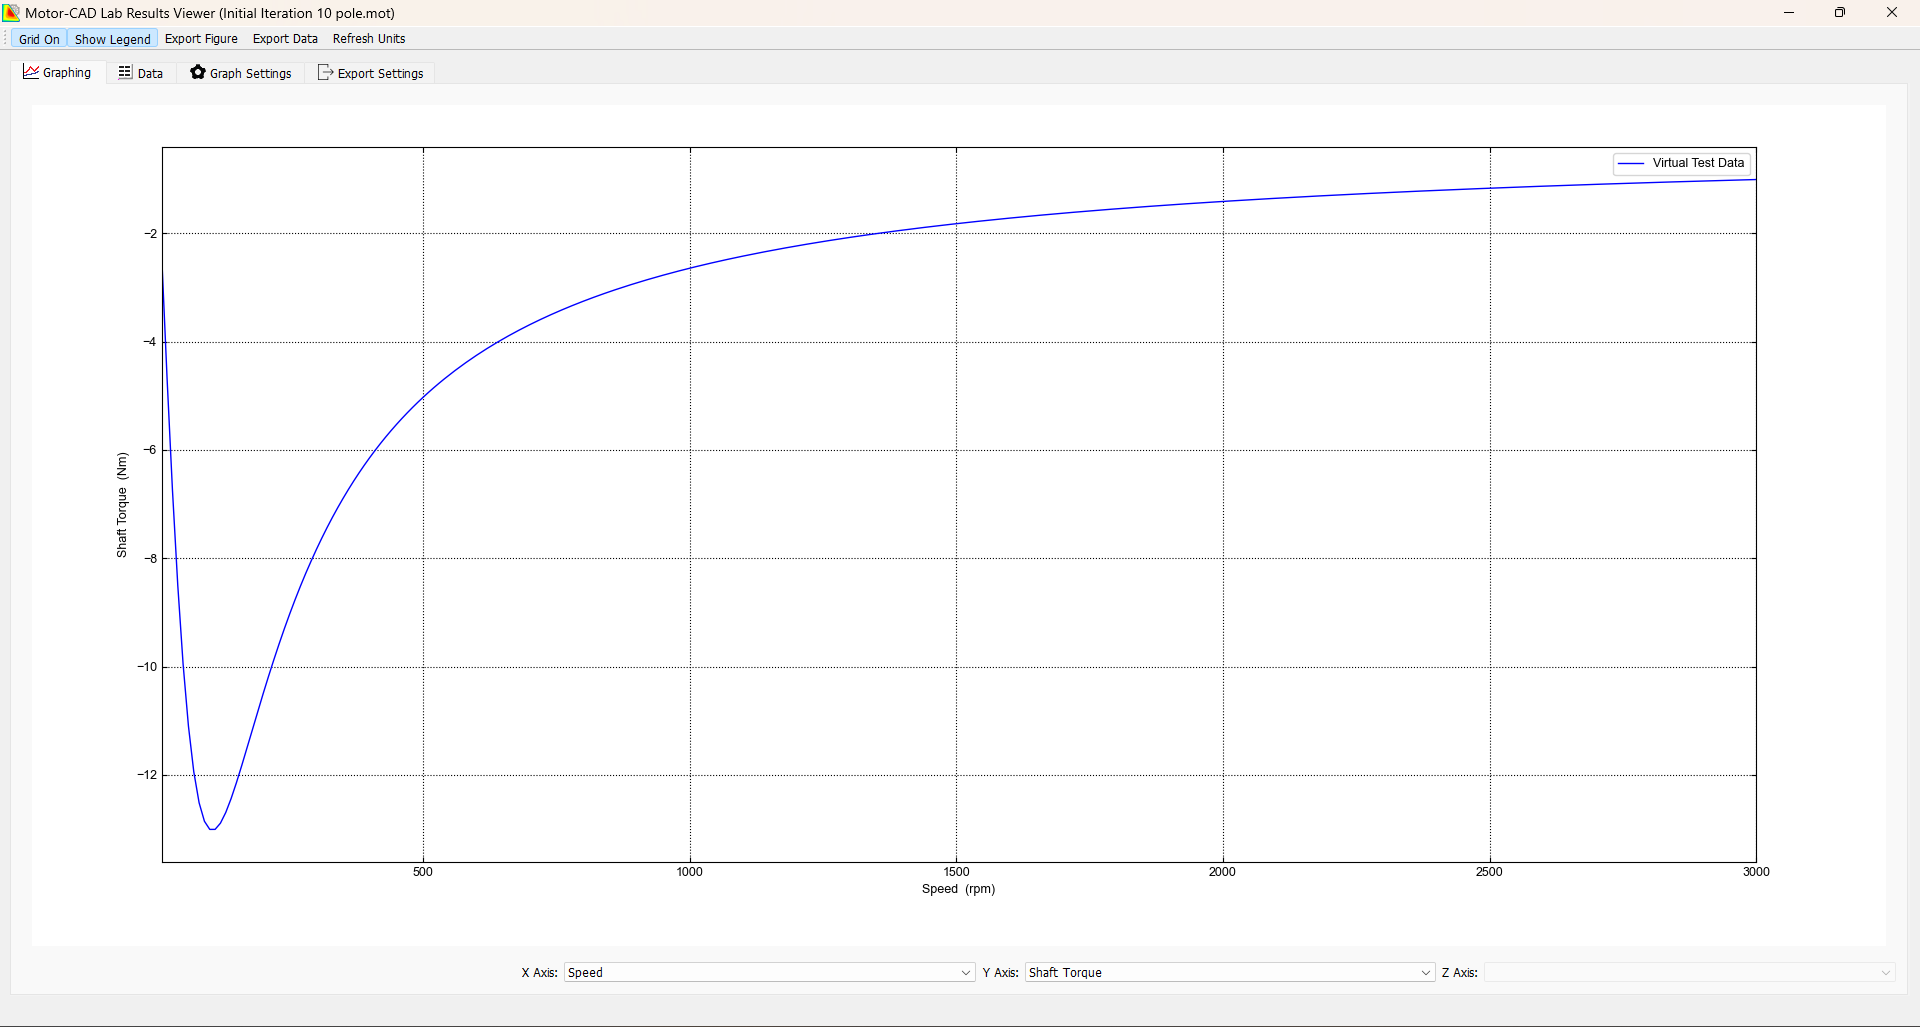 Motor-CAD Lab Results Viewer (Initial Iteration 10 pole.mot)
Grid On Show Legend Export Figure Export Data Refresh Units
Graphing Data Graph Settings Export Settings
Virtual Test Data
−2
−4
−6
−8
−10
−12
Shaft Torque (Nm)
500 1000 1500 2000 2500 3000
Speed (rpm)
X Axis: Speed Y Axis: Shaft Torque Z Axis: